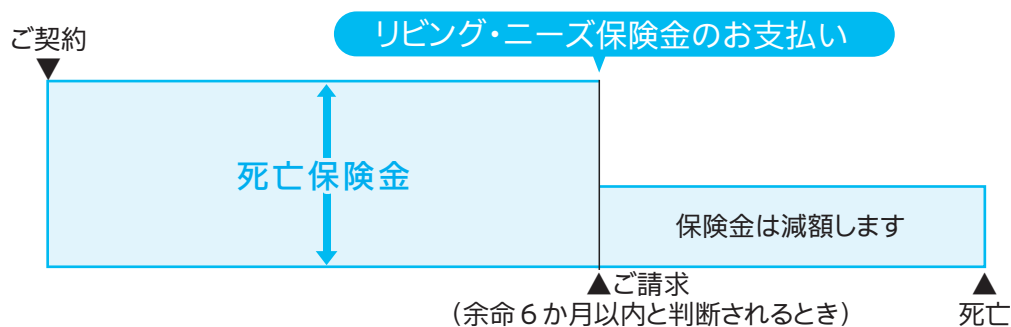 リビング・ニーズ保険金のお支払い
ご契約
▼
死亡保険金
保険金は減額します
▲ご請求
（余命６か月以内と判断されるとき）
▲
死亡